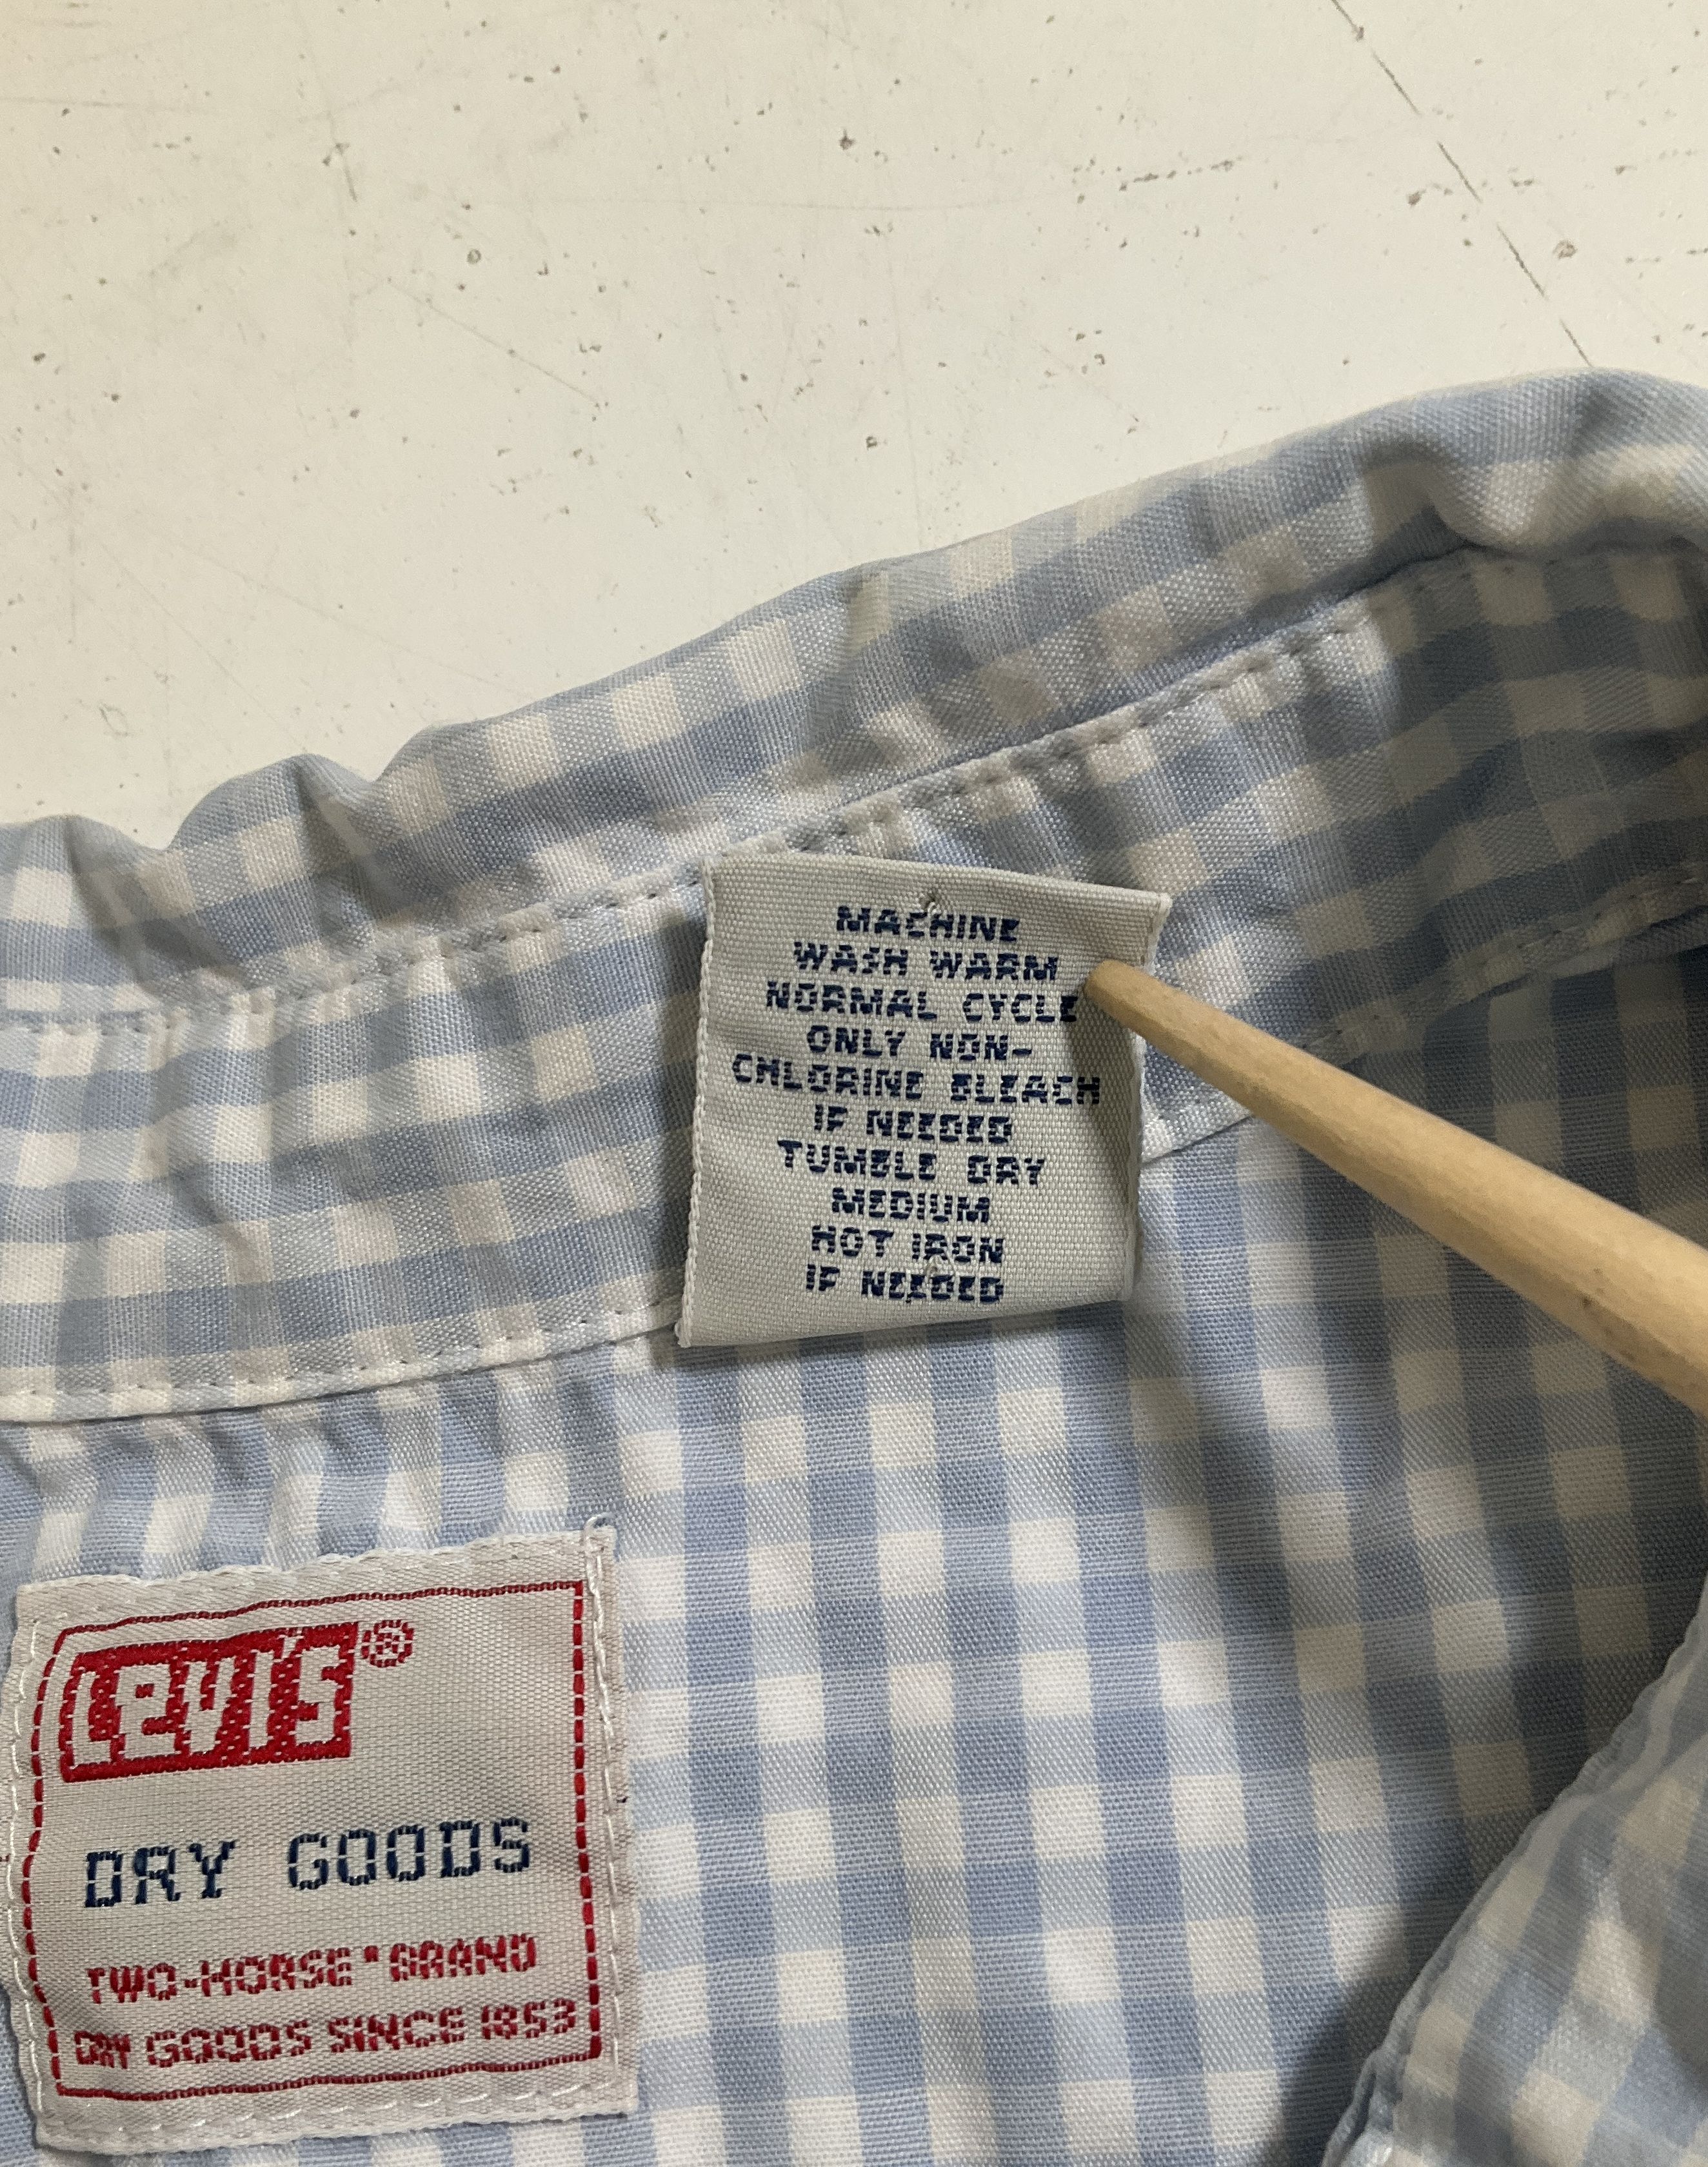 MACHINE
WASH WARM
NORMAL CYCLE
ONLY NON-
CHLORINE BLEACH
IF NEEDED
TUMBLE DRY
MEDIUM
HOT IRON
IF NEEDED
LEVI'S®
DRY GOODS
TWO-HORSE" BRAND
DRY GOODS SINCE 1853